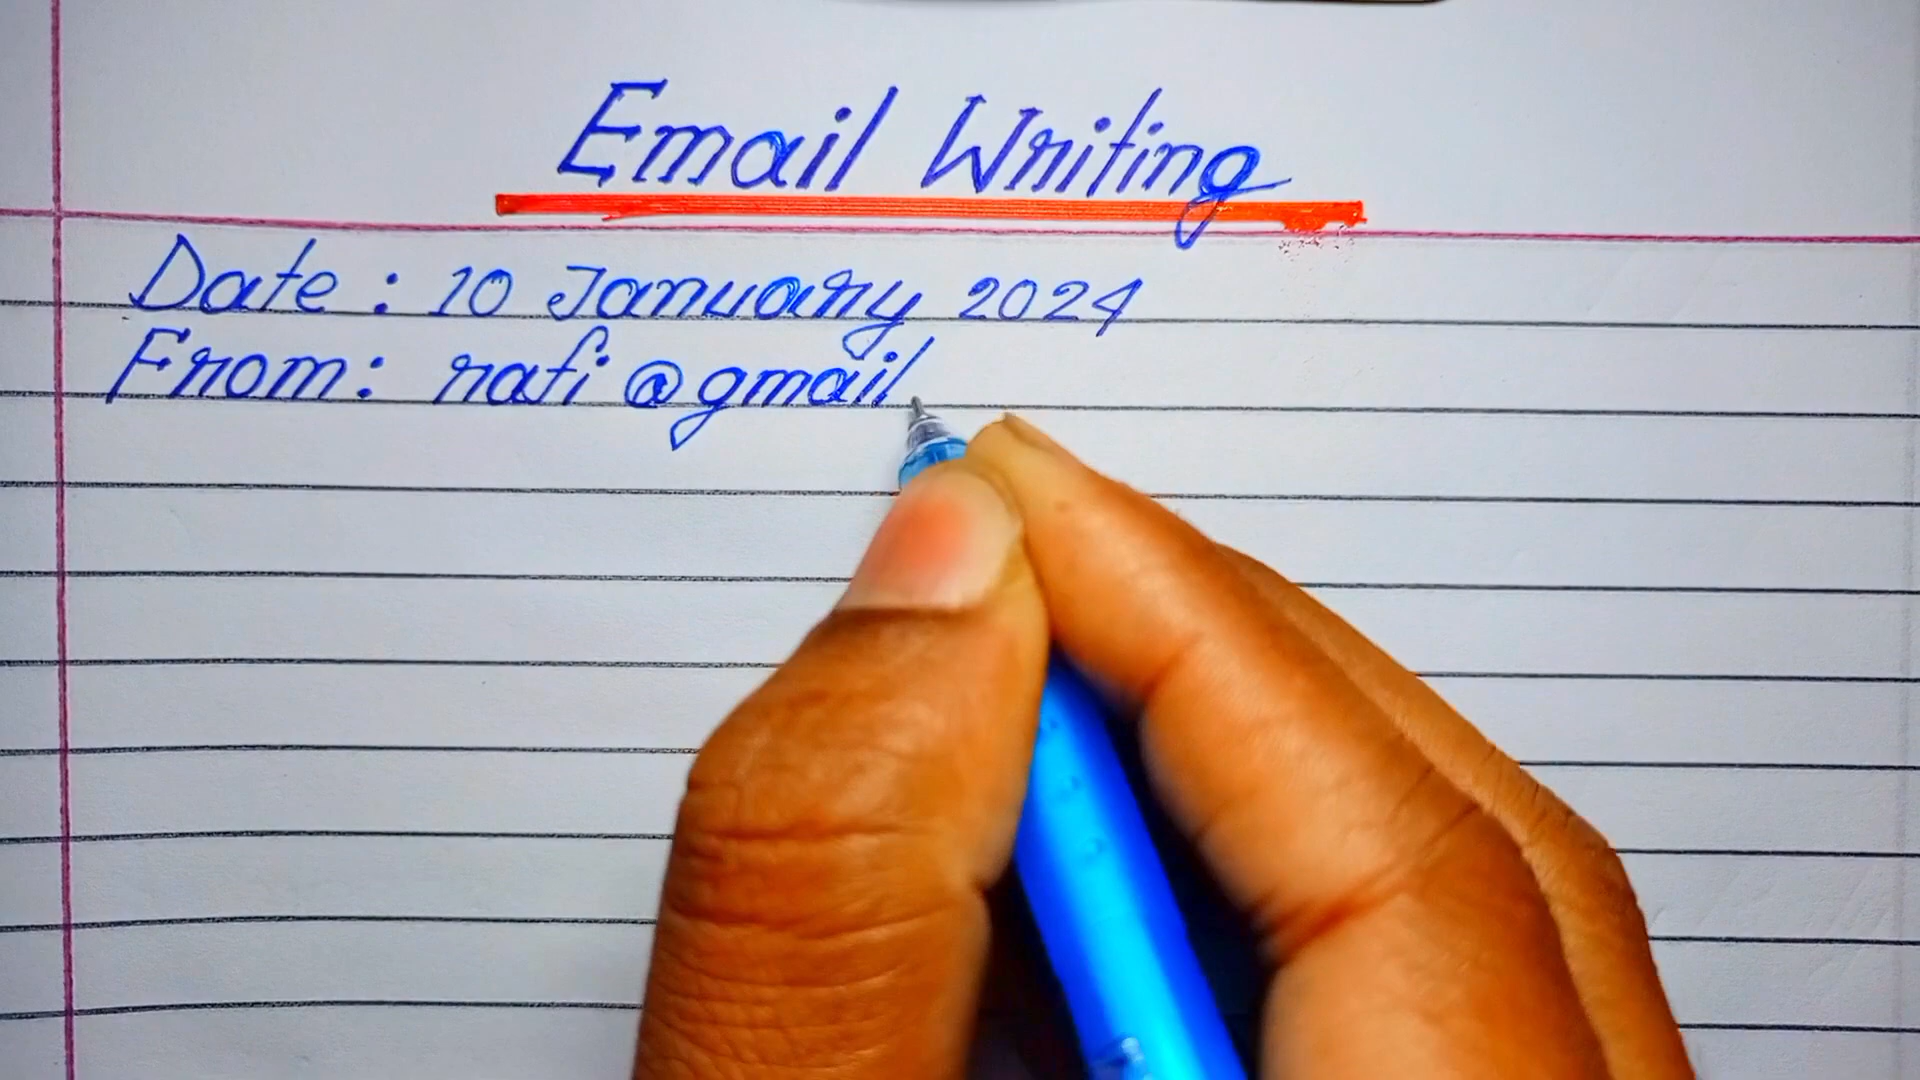 Email Writing
Date : 10 January 2024
From : rafi @gmail